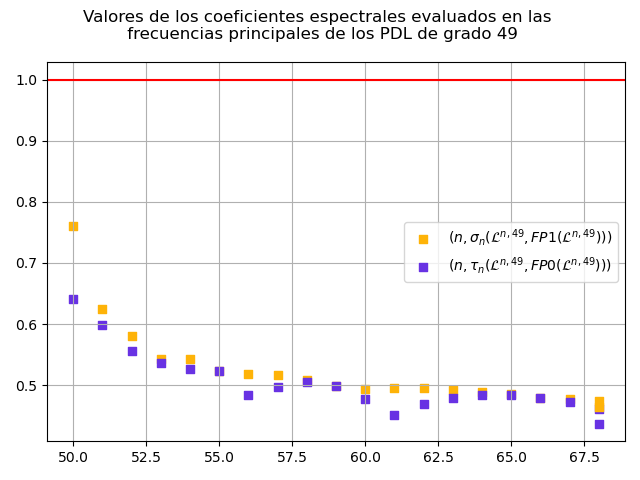 Valores de los coeficientes espectrales evaluados en las
frecuencias principales de los PDL de grado 49
1.0
0.9
0.8
0.7
0.6
0.5
(n, σₙ(ℒⁿ,⁴⁹, FP1(ℒⁿ,⁴⁹)))
(n, τₙ(ℒⁿ,⁴⁹, FP0(ℒⁿ,⁴⁹)))
50.0 52.5 55.0 57.5 60.0 62.5 65.0 67.5